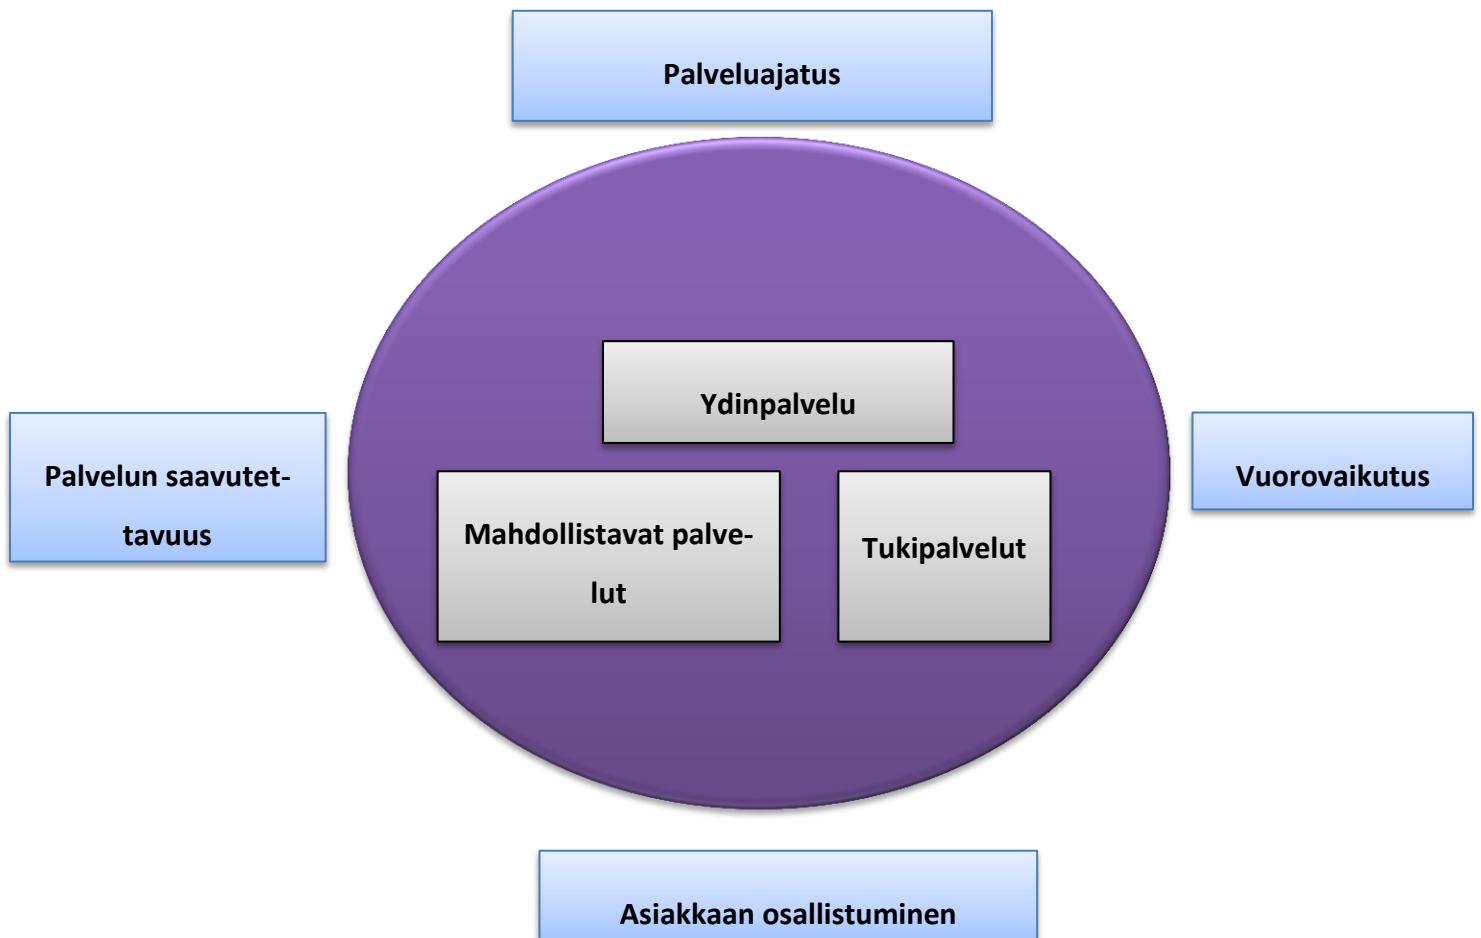 Palveluajatus
Ydinpalvelu
Palvelun saavutet-
tavuus
Vuorovaikutus
Mahdollistavat palve-
lut
Tukipalvelut
Asiakkaan osallistuminen